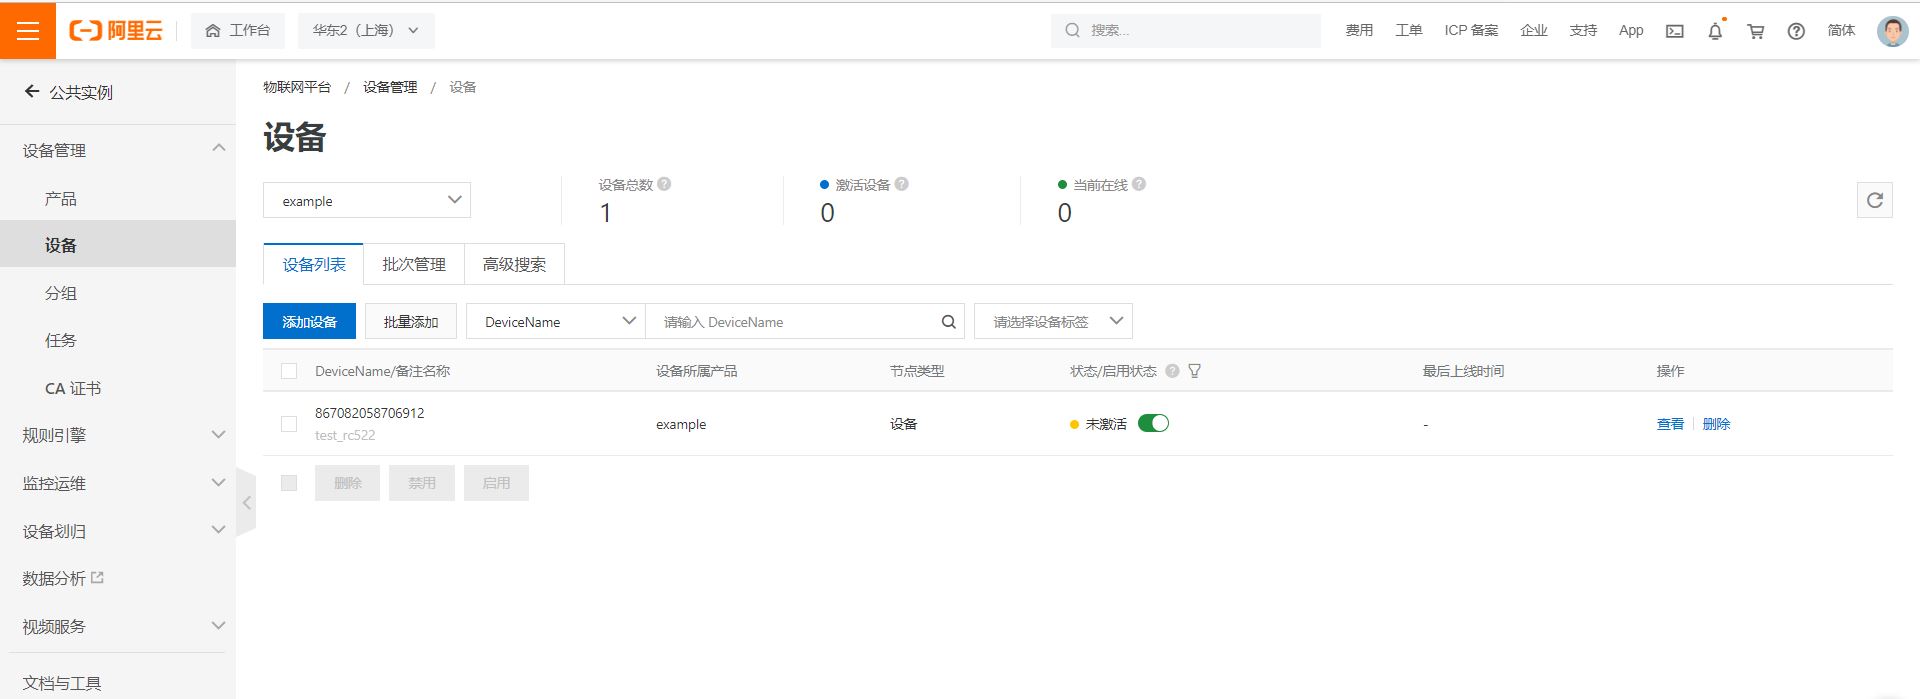 阿里云
工作台
华东2（上海）
搜索...
费用
工单
ICP 备案
企业
支持
App
简体
公共实例
设备管理
产品
设备
分组
任务
CA 证书
规则引擎
监控运维
设备划归
数据分析
视频服务
文档与工具
物联网平台 / 设备管理 / 设备
设备
example
设备总数
1
激活设备
0
当前在线
0
设备列表
批次管理
高级搜索
添加设备
批量添加
DeviceName
请输入 DeviceName
请选择设备标签
DeviceName/备注名称
设备所属产品
节点类型
状态/启用状态
最后上线时间
操作
867082058706912
test_rc522
example
设备
未激活
-
查看
删除
删除
禁用
启用